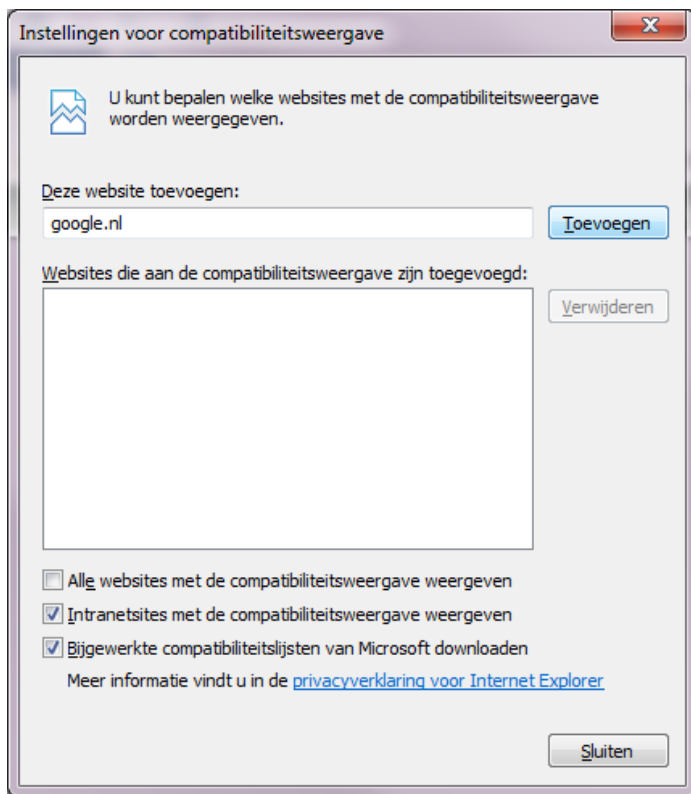 Instellingen voor compatibiliteitsweergave
U kunt bepalen welke websites met de compatibiliteitsweergave
worden weergegeven.
Deze website toevoegen:
google.nl
Toevoegen
Websites die aan de compatibiliteitsweergave zijn toegevoegd:
Verwijderen
Alle websites met de compatibiliteitsweergave weergeven
Intranetsites met de compatibiliteitsweergave weergeven
Bijgewerkte compatibiliteitslijsten van Microsoft downloaden
Meer informatie vindt u in de privacyverklaring voor Internet Explorer
Sluiten